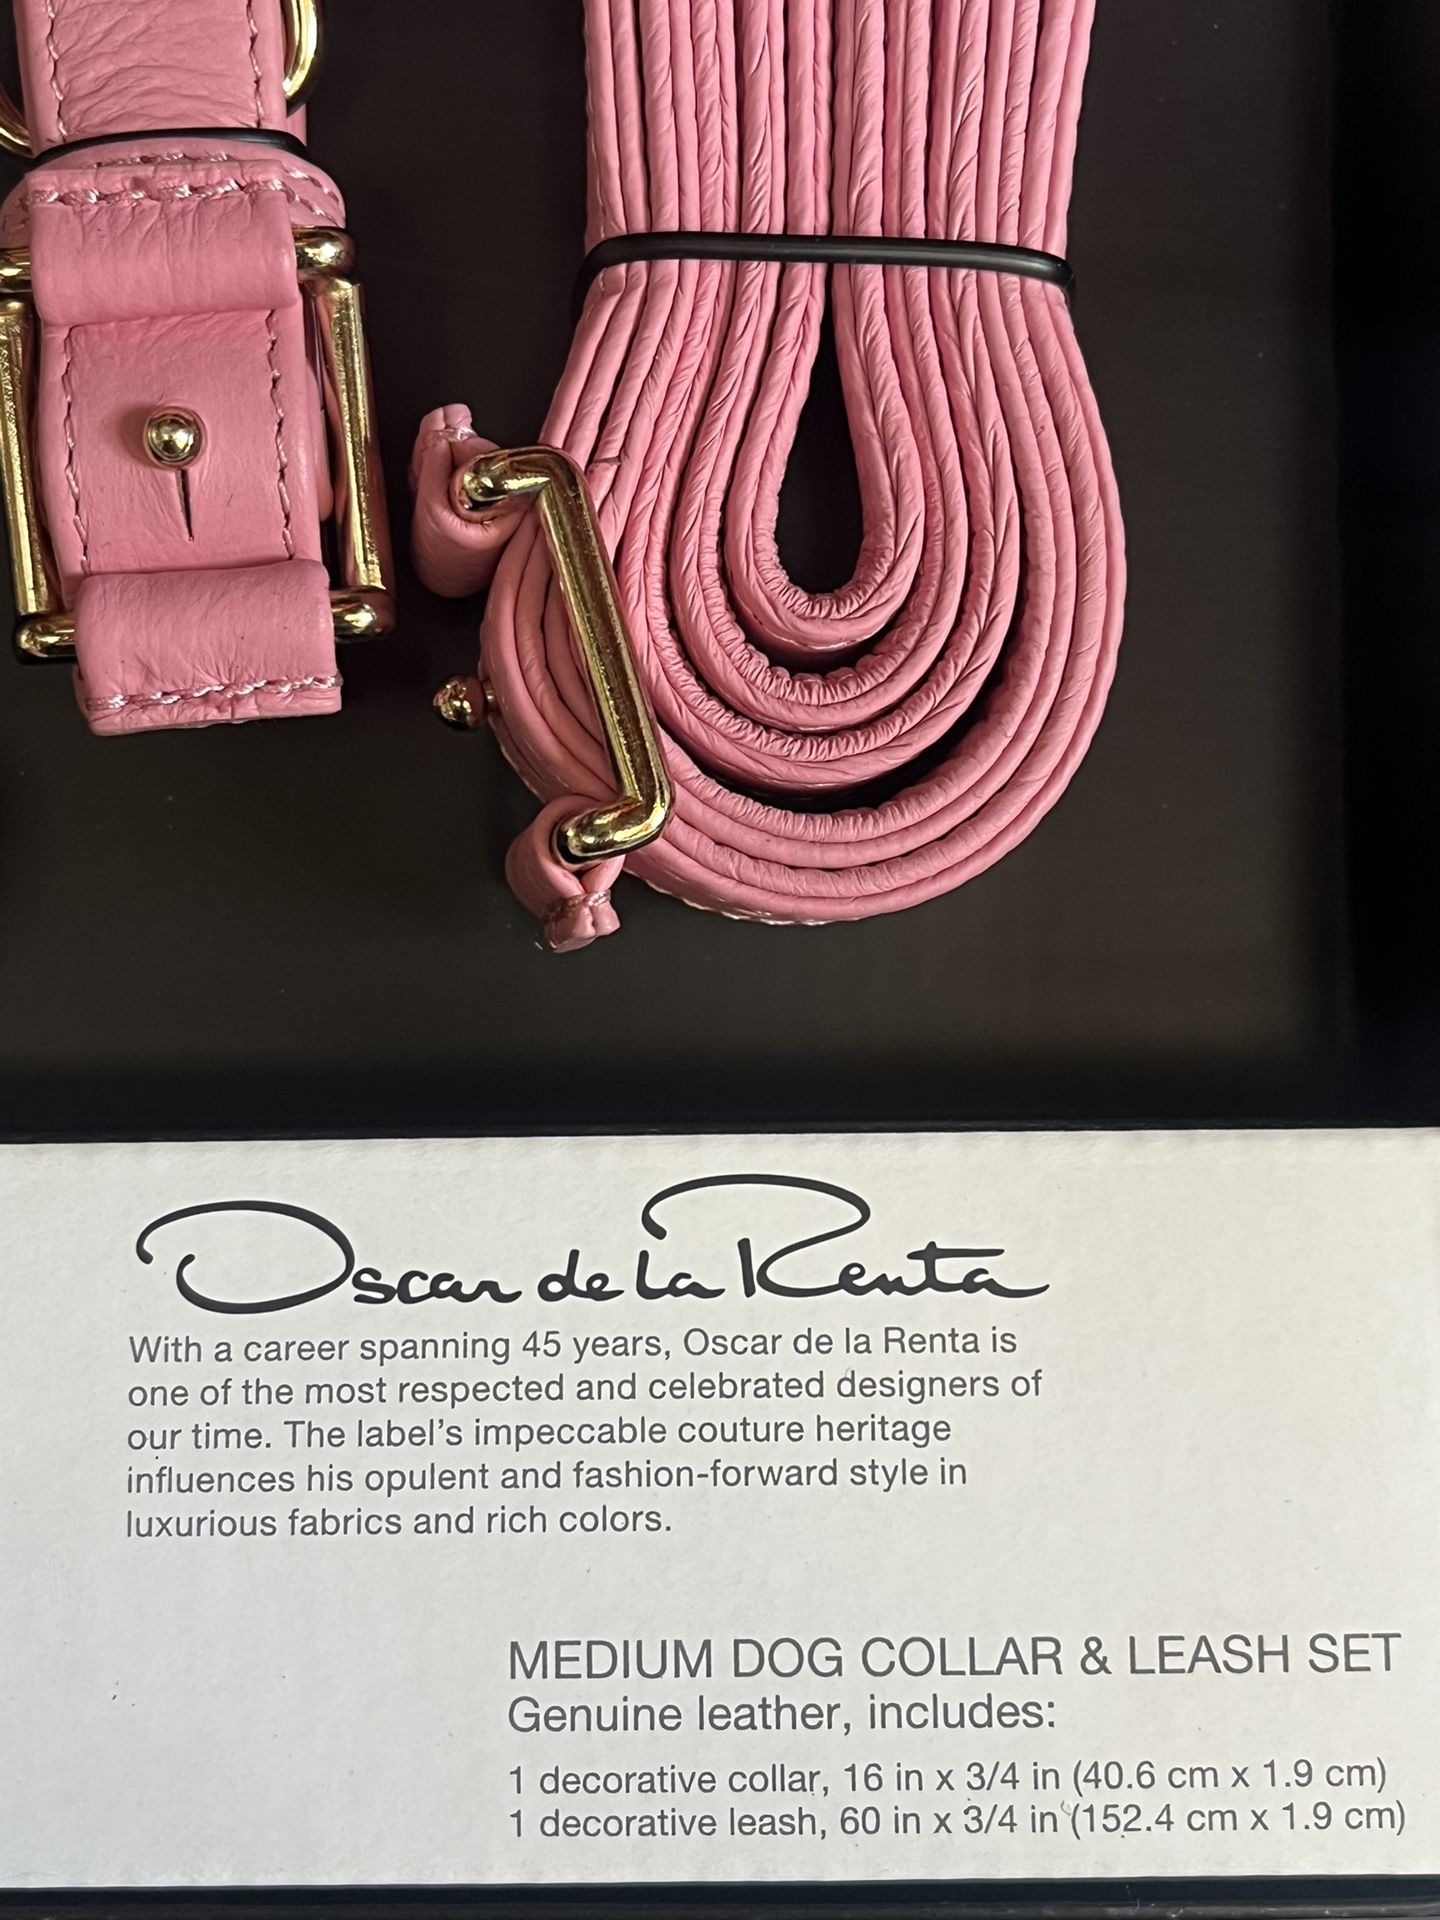 Oscar de la Renta
With a career spanning 45 years, Oscar de la Renta is
one of the most respected and celebrated designers of
our time. The label's impeccable couture heritage
influences his opulent and fashion-forward style in
luxurious fabrics and rich colors.
MEDIUM DOG COLLAR & LEASH SET
Genuine leather, includes:
1 decorative collar, 16 in x 3/4 in (40.6 cm x 1.9 cm)
1 decorative leash, 60 in x 3/4 in (152.4 cm x 1.9 cm)